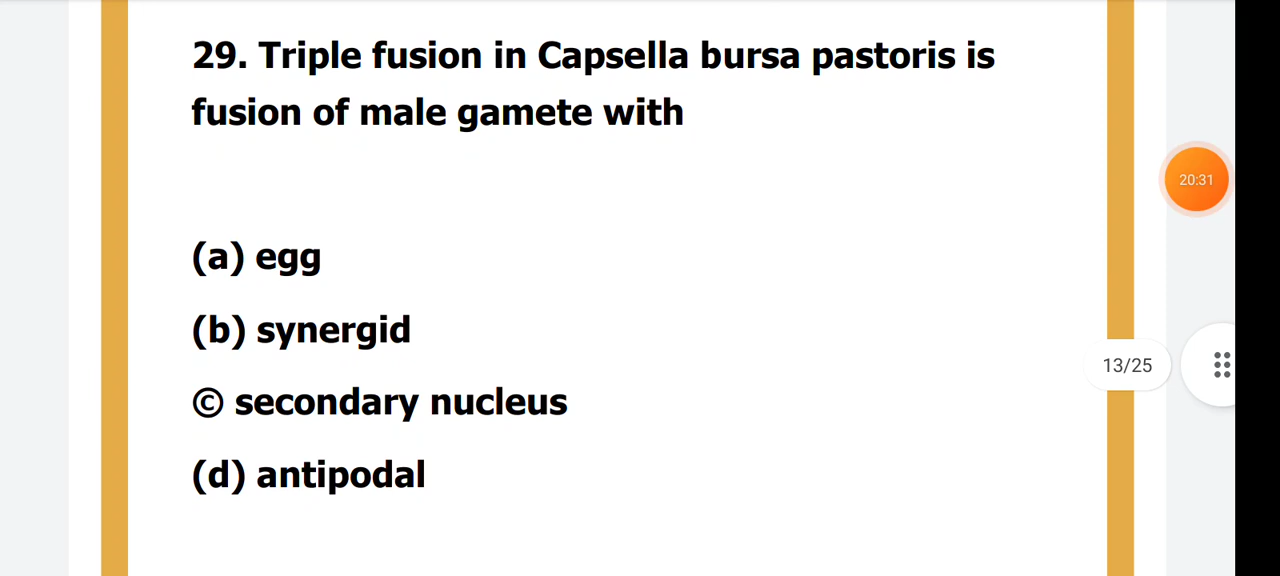 29. Triple fusion in Capsella bursa pastoris is
fusion of male gamete with
20:31
(a) egg
(b) synergid
13/25
© secondary nucleus
(d) antipodal